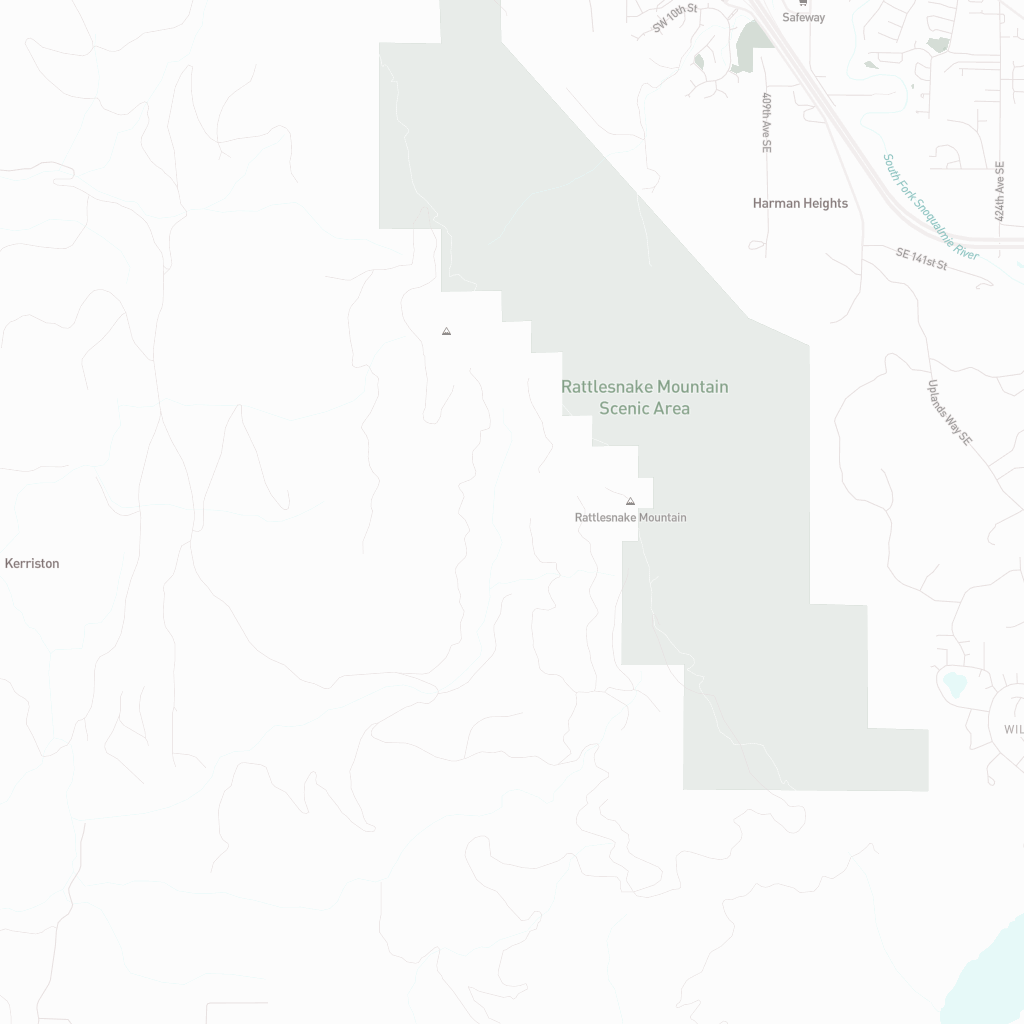 SW 10th St
Safeway
409th Ave SE
South Fork Snoqualmie River
424th Ave SE
Harman Heights
SE 141st St
Rattlesnake Mountain
Scenic Area
Uplands Way SE
Rattlesnake Mountain
Kerriston
WIL